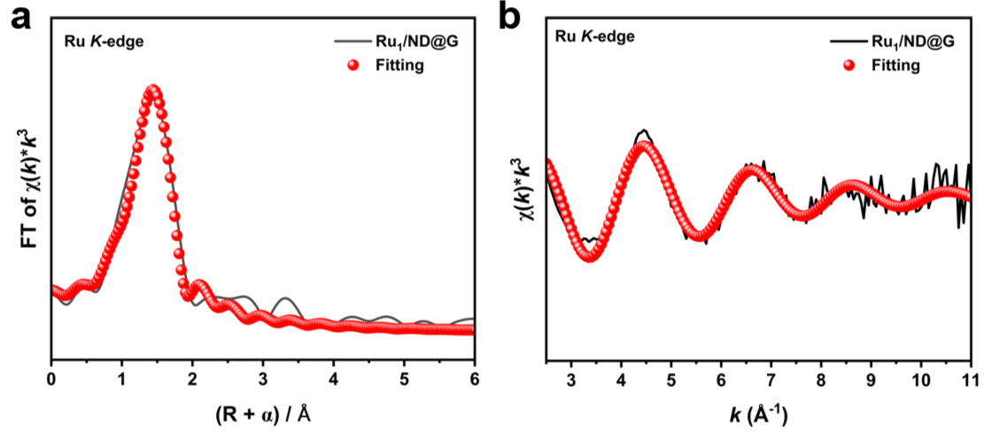 a
Ru K-edge
Ru₁/ND@G
Fitting
FT of χ(k)*k³
0 1 2 3 4 5 6
(R + α) / Å
b
Ru K-edge
Ru₁/ND@G
Fitting
χ(k)*k³
3 4 5 6 7 8 9 10 11
k (Å⁻¹)